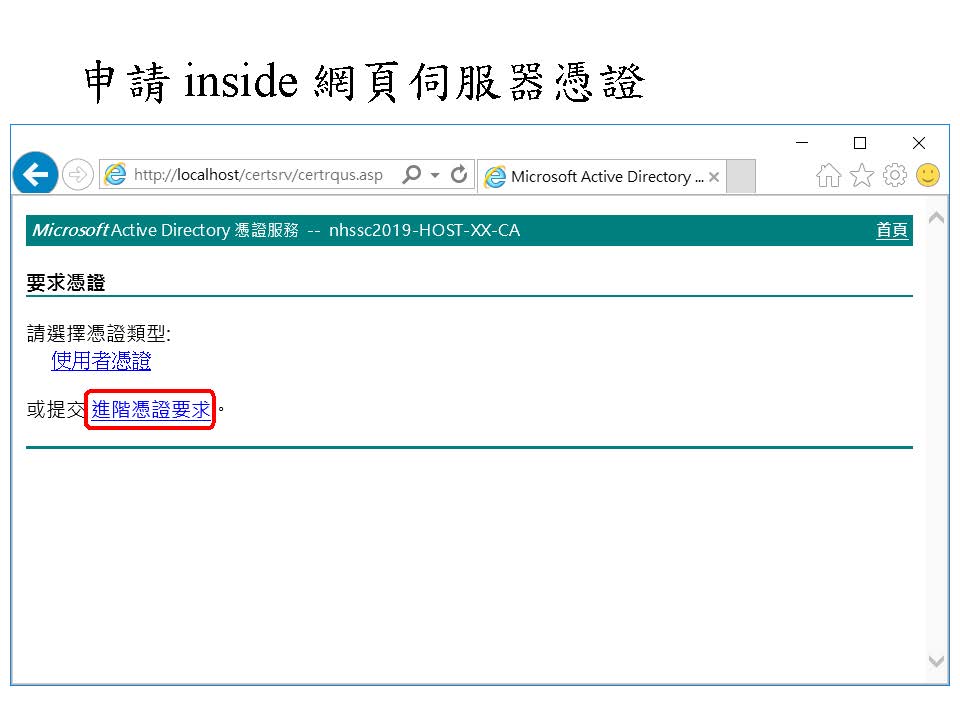 申請 inside 網頁伺服器憑證
http://localhost/certsrv/certrqus.asp
Microsoft Active Directory ...
Microsoft Active Directory 憑證服務 -- nhssc2019-HOST-XX-CA 首頁
要求憑證
請選擇憑證類型:
使用者憑證
或提交 進階憑證要求。